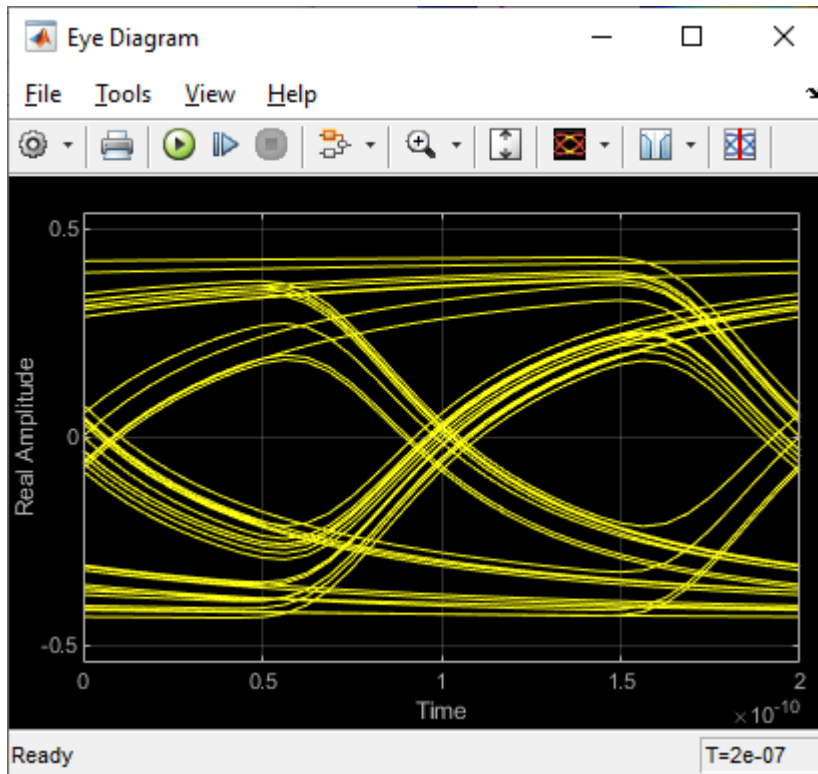 Eye Diagram
File Tools View Help
0.5
0
-0.5
Real Amplitude
0 0.5 1 1.5 2
Time
× 10^-10
Ready T=2e-07